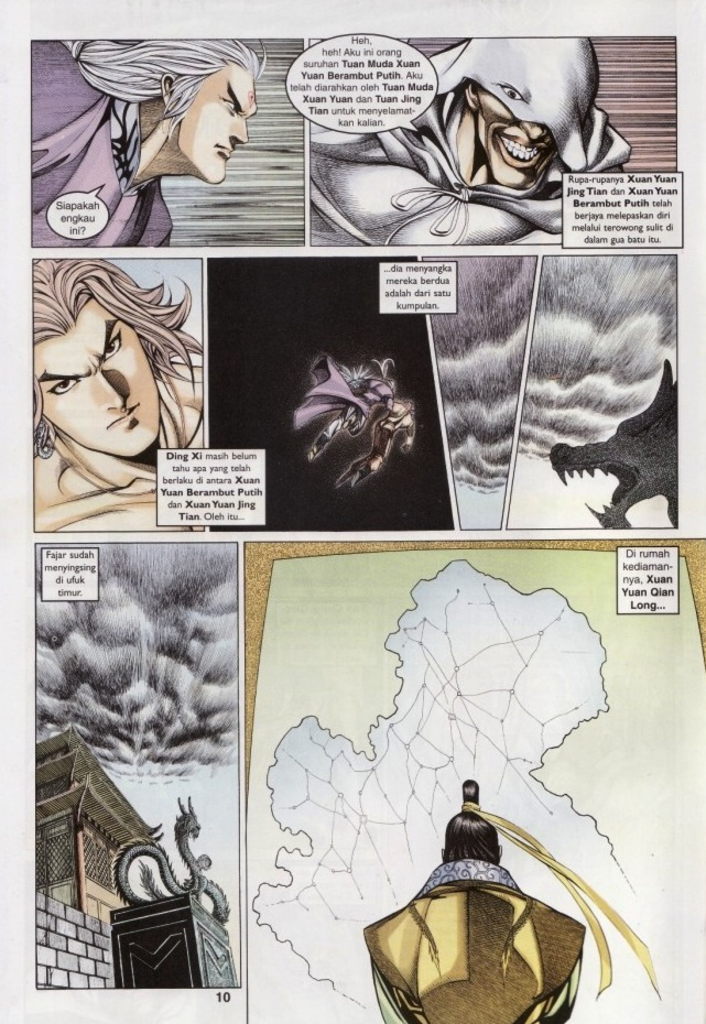 Siapakah
engkau
ini?
Heh,
heh! Aku ini orang
suruhan Tuan Muda Xuan
Yuan Berambut Putih. Aku
telah diarahkan oleh Tuan Muda
Xuan Yuan dan Tuan Jing
Tian untuk menyelamat-
kan kalian.
Rupa-rupanya Xuan Yuan
Jing Tian dan Xuan Yuan
Berambut Putih telah
berjaya melepaskan diri
melalui terowong sulit di
dalam gua batu itu.
Ding Xi masih belum
tahu apa yang telah
berlaku di antara Xuan
Yuan Berambut Putih
dan Xuan Yuan Jing
Tian. Oleh itu...
...dia menyangka
mereka berdua
adalah dari satu
kumpulan.
Fajar sudah
menyingsing
di ufuk
timur.
Di rumah
kediaman-
nya, Xuan
Yuan Qian
Long...
10